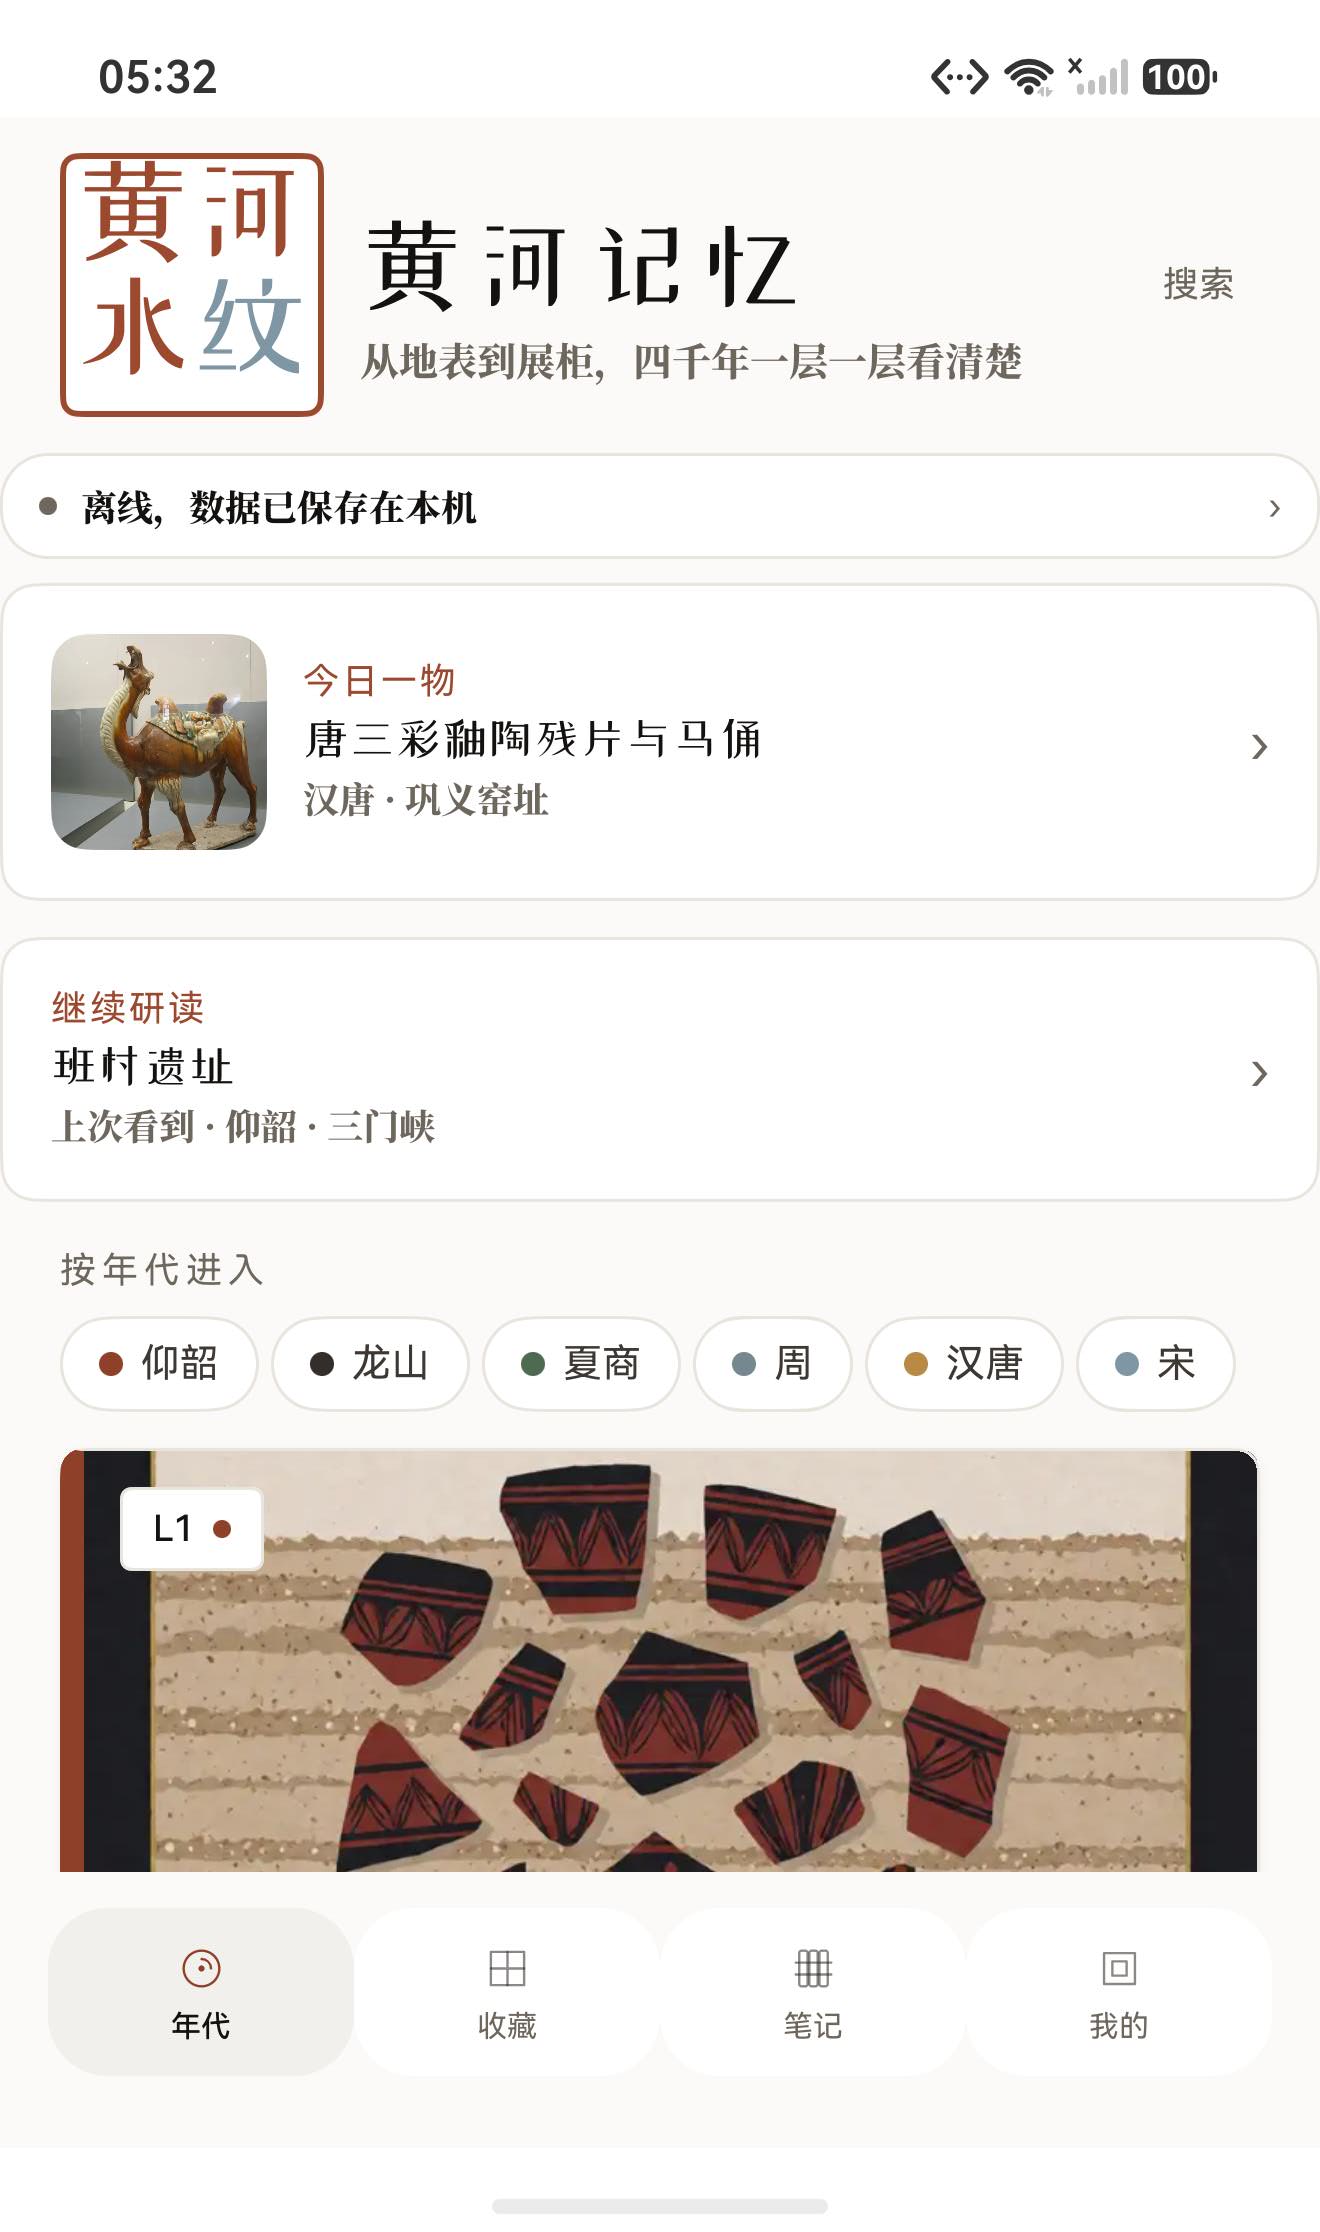 05:32
100
黄河
水纹
黄河记忆
搜索
从地表到展柜，四千年一层一层看清楚
离线，数据已保存在本机
今日一物
唐三彩釉陶残片与马俑
汉唐·巩义窑址
继续研读
班村遗址
上次看到·仰韶·三门峡
按年代进入
仰韶 龙山 夏商 周 汉唐 宋
L1
年代 收藏 笔记 我的